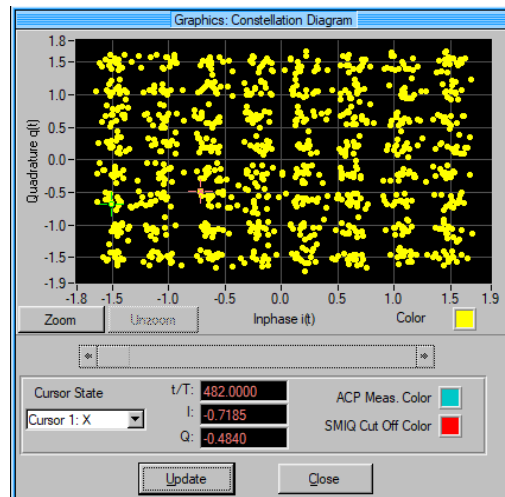 Graphics: Constellation Diagram
1.8
1.5
1.0
0.5
0.0
-0.5
-1.0
-1.5
-1.9
Quadrature q(t)
-1.8 -1.5 -1.0 -0.5 0.0 0.5 1.0 1.5 1.9
Zoom Unzoom Inphase i(t) Color
Cursor State
Cursor 1: X
t/T: 482.0000
I: -0.7185
Q: -0.4840
ACP Meas. Color
SMIQ Cut Off Color
Update Close